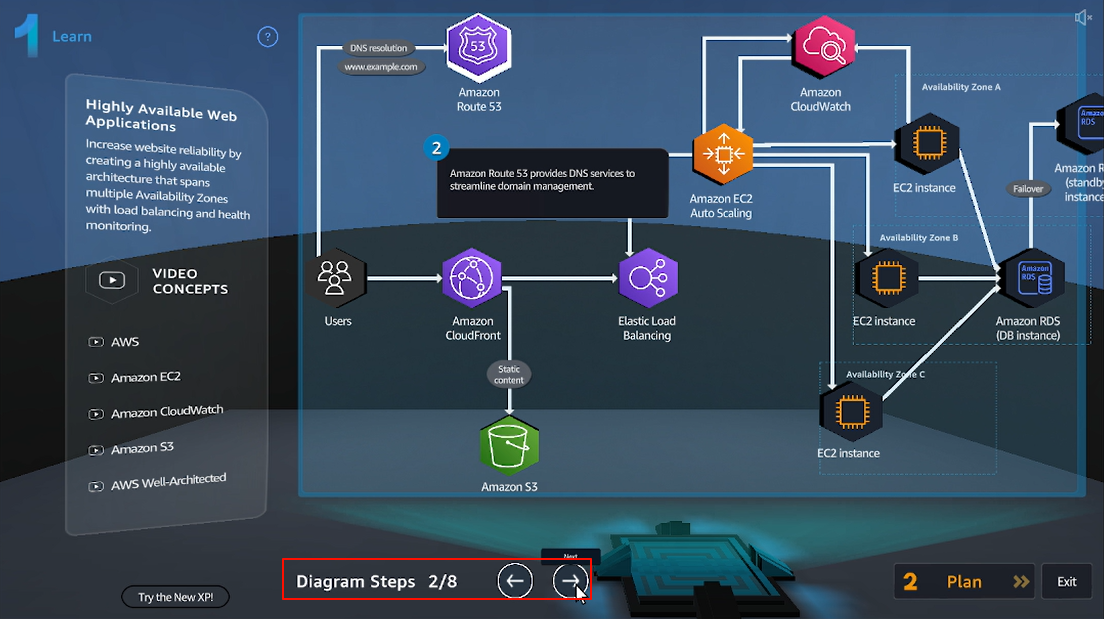 1 Learn
?
Highly Available Web
Applications
Increase website reliability by
creating a highly available
architecture that spans
multiple Availability Zones
with load balancing and health
monitoring.
VIDEO
CONCEPTS
AWS
Amazon EC2
Amazon CloudWatch
Amazon S3
AWS Well-Architected
Try the New XP!
DNS resolution
www.example.com
53
Amazon
Route 53
Amazon
CloudWatch
2
Amazon Route 53 provides DNS services to
streamline domain management.
Amazon EC2
Auto Scaling
Availability Zone A
EC2 instance
Amazon
RDS
Amazon R
(standby
instance
Failover
Availability Zone B
EC2 instance
Amazon
RDS
Amazon RDS
(DB instance)
Users
Amazon
CloudFront
Elastic Load
Balancing
Static
content
Availability Zone C
EC2 instance
Amazon S3
Next
Diagram Steps 2/8
2 Plan
Exit